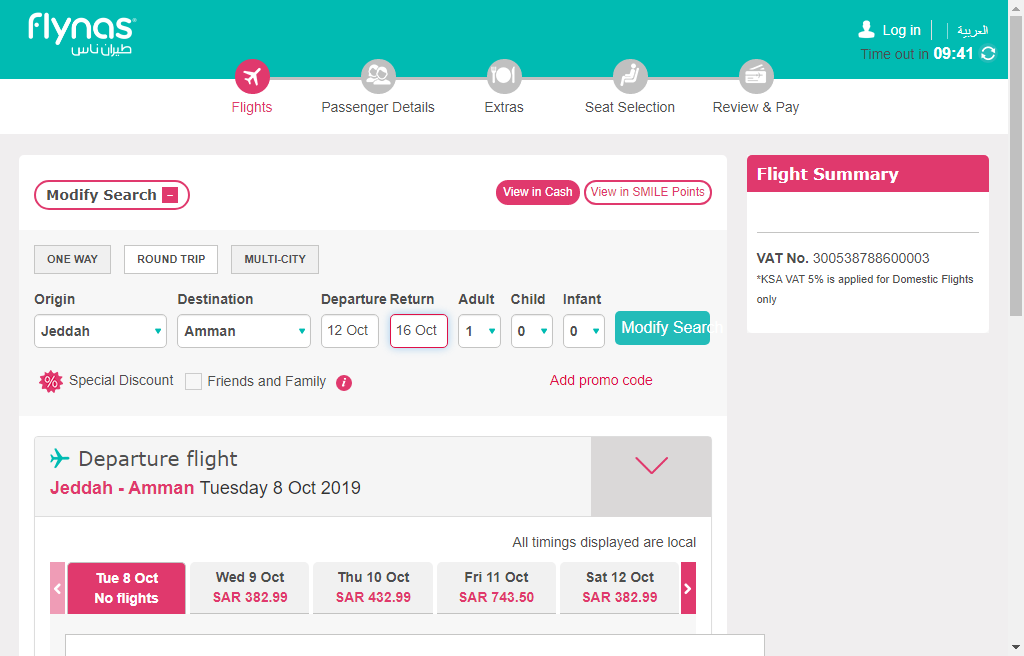 flynas
طيران ناس
Log in
العربية
Time out in 09:41
Flights
Passenger Details
Extras
Seat Selection
Review & Pay
Modify Search
View in Cash
View in SMILE Points
Flight Summary
VAT No. 300538788600003
*KSA VAT 5% is applied for Domestic Flights
only
ONE WAY
ROUND TRIP
MULTI-CITY
Origin
Destination
Departure
Return
Adult
Child
Infant
Jeddah
Amman
12 Oct
16 Oct
1
0
0
Modify Search
% Special Discount
Friends and Family
i
Add promo code
Departure flight
Jeddah - Amman Tuesday 8 Oct 2019
All timings displayed are local
Tue 8 Oct
No flights
Wed 9 Oct
SAR 382.99
Thu 10 Oct
SAR 432.99
Fri 11 Oct
SAR 743.50
Sat 12 Oct
SAR 382.99